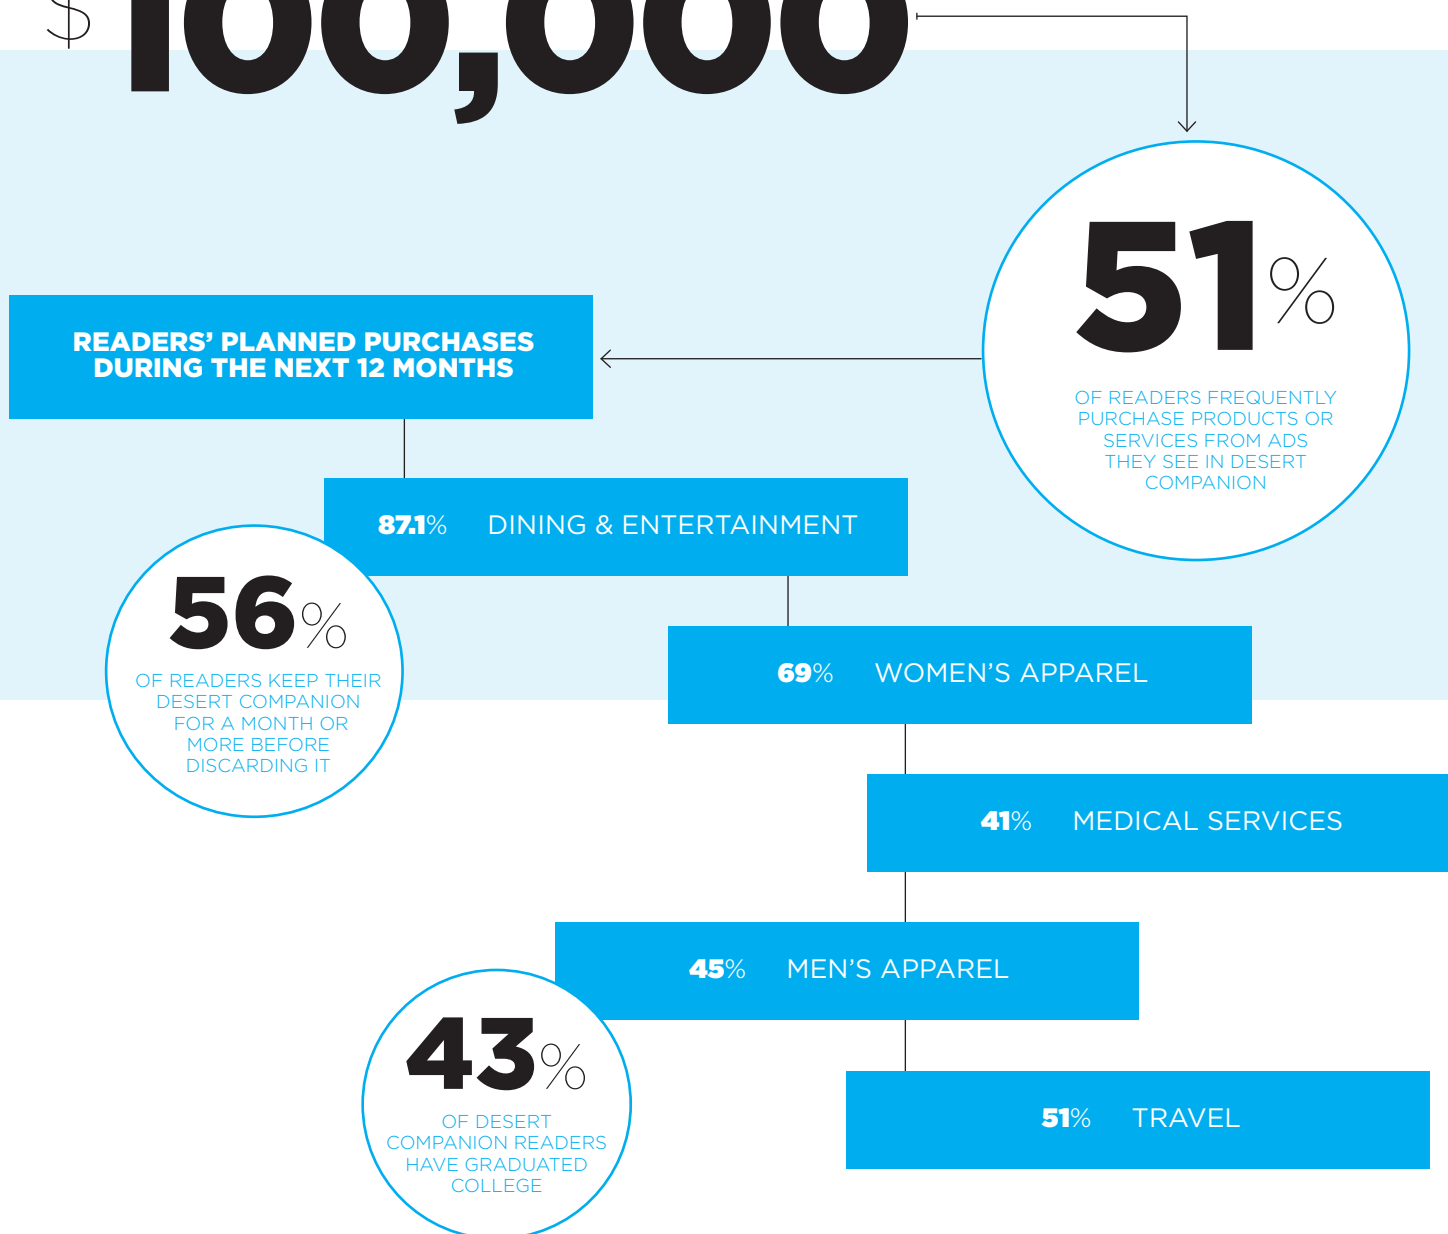 $100,000
51%
OF READERS FREQUENTLY
PURCHASE PRODUCTS OR
SERVICES FROM ADS
THEY SEE IN DESERT
COMPANION
READERS’ PLANNED PURCHASES
DURING THE NEXT 12 MONTHS
87.1% DINING & ENTERTAINMENT
56%
OF READERS KEEP THEIR
DESERT COMPANION
FOR A MONTH OR
MORE BEFORE
DISCARDING IT
69% WOMEN’S APPAREL
41% MEDICAL SERVICES
45% MEN’S APPAREL
43%
OF DESERT
COMPANION READERS
HAVE GRADUATED
COLLEGE
51% TRAVEL